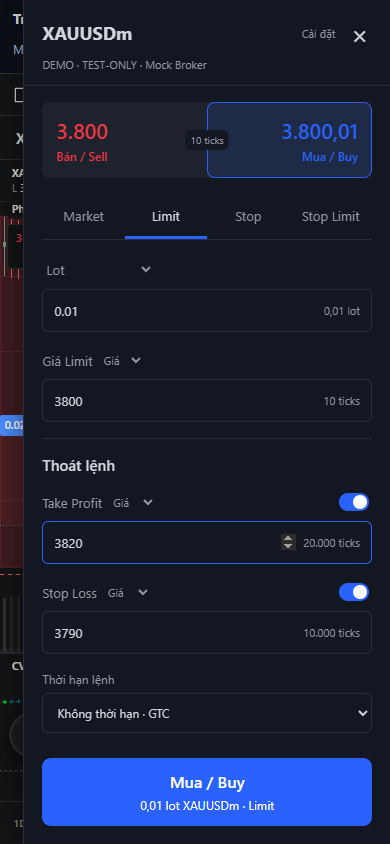 XAUUSDm
Cài đặt
DEMO · TEST-ONLY · Mock Broker
3.800
Bán / Sell
10 ticks
3.800,01
Mua / Buy
Market Limit Stop Stop Limit
Lot
0.01 0,01 lot
Giá Limit Giá
3800 10 ticks
Thoát lệnh
Take Profit Giá
3820 20.000 ticks
Stop Loss Giá
3790 10.000 ticks
Thời hạn lệnh
Không thời hạn · GTC
Mua / Buy
0,01 lot XAUUSDm · Limit